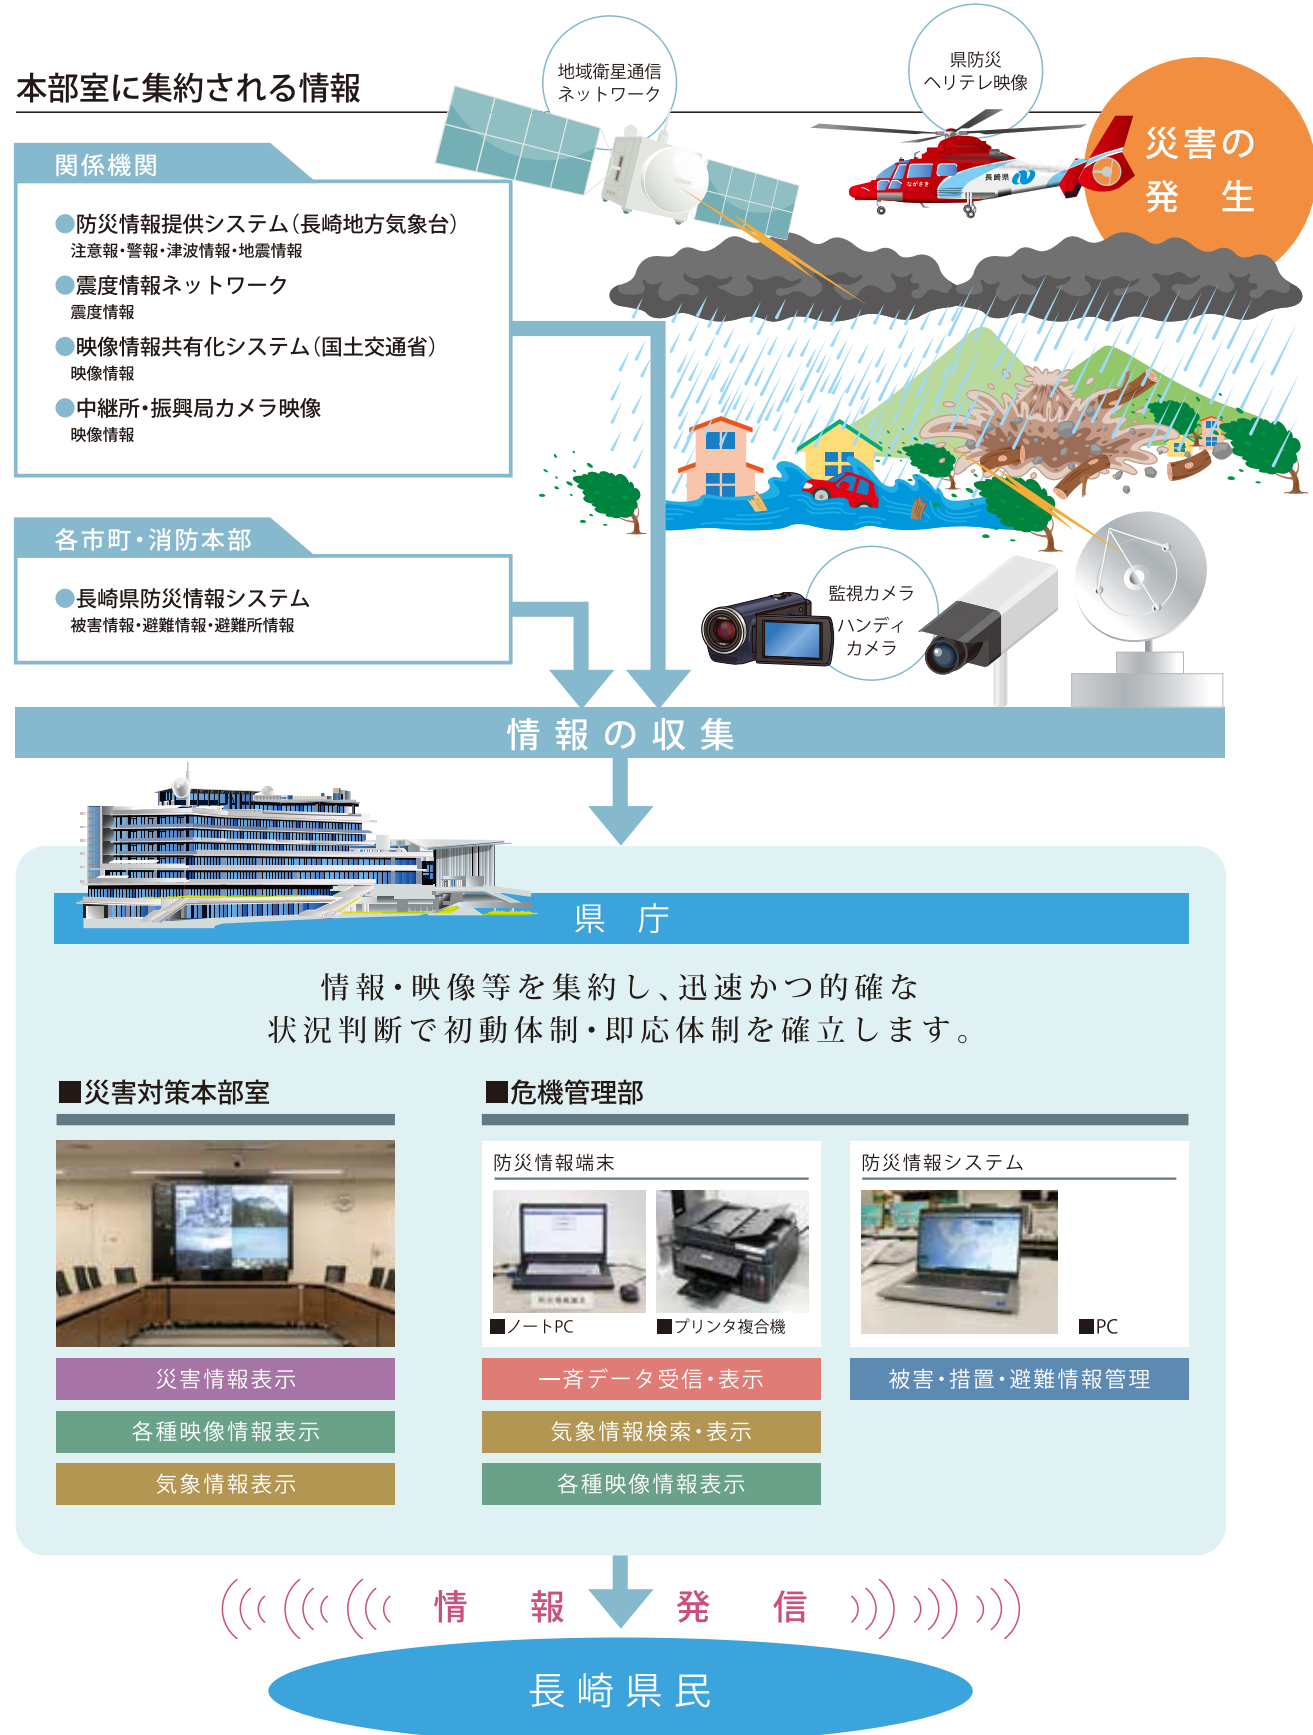 本部室に集約される情報
地域衛星通信
ネットワーク
県防災
ヘリテレ映像
災害の
発 生
ながさき
長崎県
関係機関
●防災情報提供システム（長崎地方気象台）
注意報・警報・津波情報・地震情報
●震度情報ネットワーク
震度情報
●映像情報共有化システム（国土交通省）
映像情報
●中継所・振興局カメラ映像
映像情報
各市町・消防本部
●長崎県防災情報システム
被害情報・避難情報・避難所情報
監視カメラ
ハンディ
カメラ
情報の収集
県 庁
情報・映像等を集約し、迅速かつ的確な
状況判断で初動体制・即応体制を確立します。
■災害対策本部室
■危機管理部
防災情報端末
防災情報システム
防災情報端末
■ノートPC
■プリンタ複合機
■PC
災害情報表示
各種映像情報表示
気象情報表示
一斉データ受信・表示
気象情報検索・表示
各種映像情報表示
被害・措置・避難情報管理
情 報 発 信
長崎県民